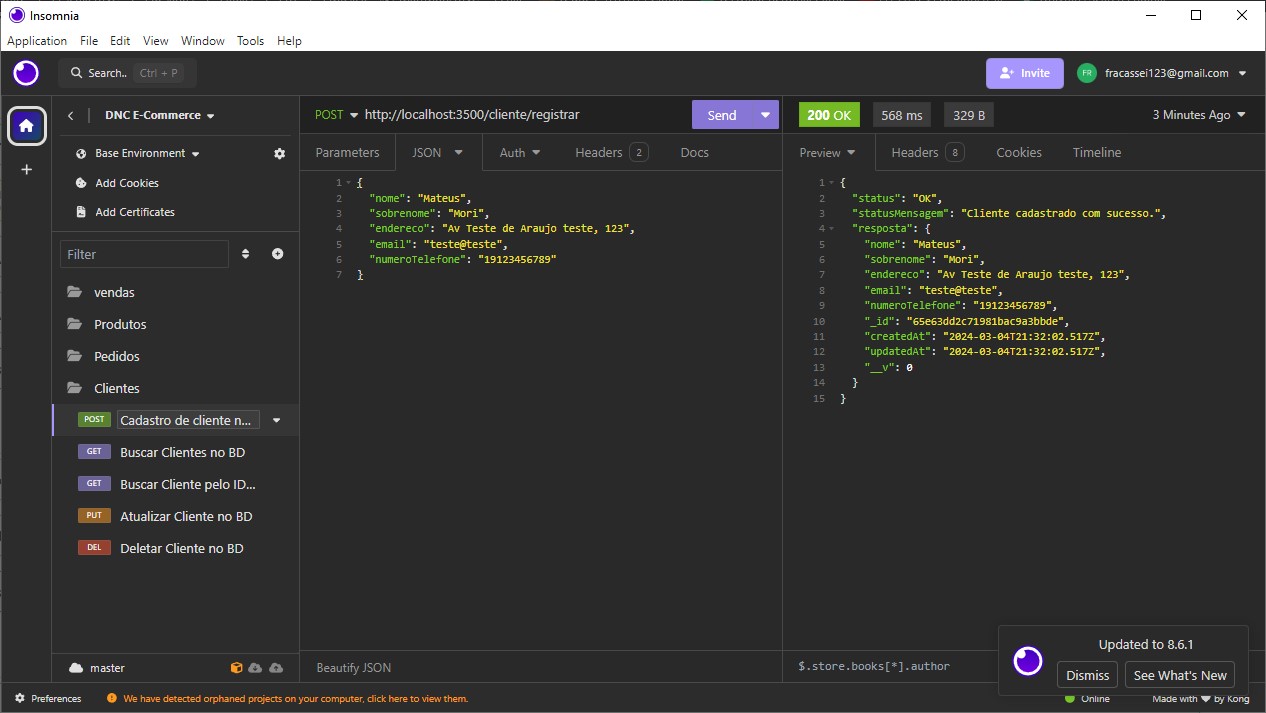 Insomnia
Application File Edit View Window Tools Help
Search.. Ctrl + P
Invite
FR fracassei123@gmail.com
DNC E-Commerce
Base Environment
Add Cookies
Add Certificates
Filter
vendas
Produtos
Pedidos
Clientes
POST Cadastro de cliente n...
GET Buscar Clientes no BD
GET Buscar Cliente pelo ID...
PUT Atualizar Cliente no BD
DEL Deletar Cliente no BD
master
POST http://localhost:3500/cliente/registrar Send
Parameters JSON Auth Headers 2 Docs
1 {
2 "nome": "Mateus",
3 "sobrenome": "Mori",
4 "endereco": "Av Teste de Araujo teste, 123",
5 "email": "teste@teste",
6 "numeroTelefone": "19123456789"
7 }
Beautify JSON
200 OK 568 ms 329 B 3 Minutes Ago
Preview Headers 8 Cookies Timeline
1 {
2 "status": "OK",
3 "statusMensagem": "Cliente cadastrado com sucesso.",
4 "resposta": {
5 "nome": "Mateus",
6 "sobrenome": "Mori",
7 "endereco": "Av Teste de Araujo teste, 123",
8 "email": "teste@teste",
9 "numeroTelefone": "19123456789",
10 "_id": "65e63dd2c71981bac9a3bbde",
11 "createdAt": "2024-03-04T21:32:02.517Z",
12 "updatedAt": "2024-03-04T21:32:02.517Z",
13 "__v": 0
14 }
15 }
$.store.books[*].author
Updated to 8.6.1
Dismiss See What's New
Preferences We have detected orphaned projects on your computer, click here to view them.
Online Made with ♥ by Kong